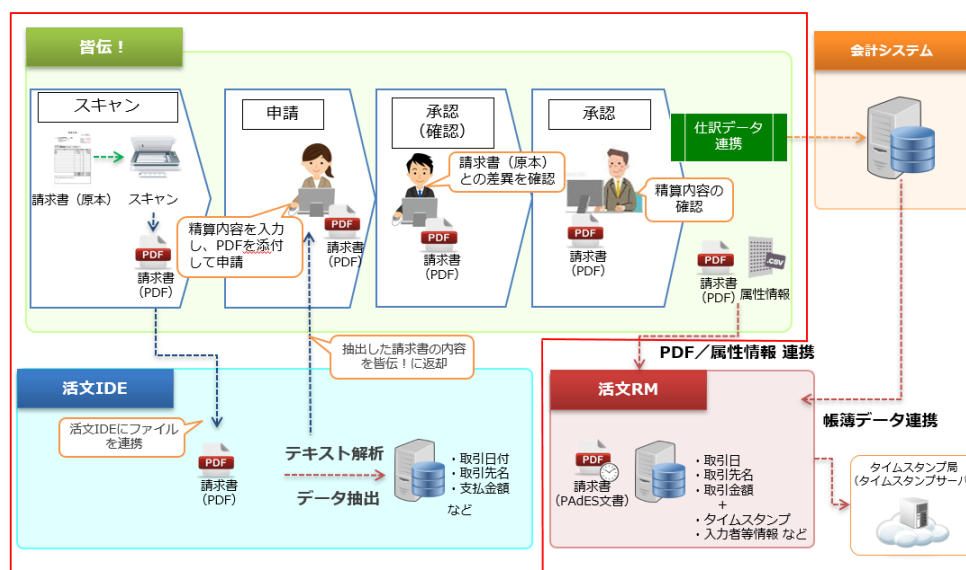 皆伝！
会計システム
スキャン
請求書（原本）
スキャン
PDF
請求書
（PDF）
申請
精算内容を入力
し、PDFを添付
して申請
PDF
請求書
（PDF）
承認
（確認）
請求書（原本）
との差異を確認
PDF
請求書
（PDF）
承認
精算内容の
確認
PDF
請求書
（PDF）
仕訳データ
連携
PDF
請求書
（PDF）
.CSV
属性情報
抽出した請求書の内容
を皆伝！に返却
PDF／属性情報 連携
帳簿データ連携
活文IDE
活文IDEにファイル
を連携
PDF
請求書
（PDF）
テキスト解析
データ抽出
・取引日付
・取引先名
・支払金額
など
活文RM
PDF
請求書
（PAdES文書）
・取引日
・取引先名
・取引金額
+
・タイムスタンプ
・入力者等情報 など
タイムスタンプ局
（タイムスタンプサーバ